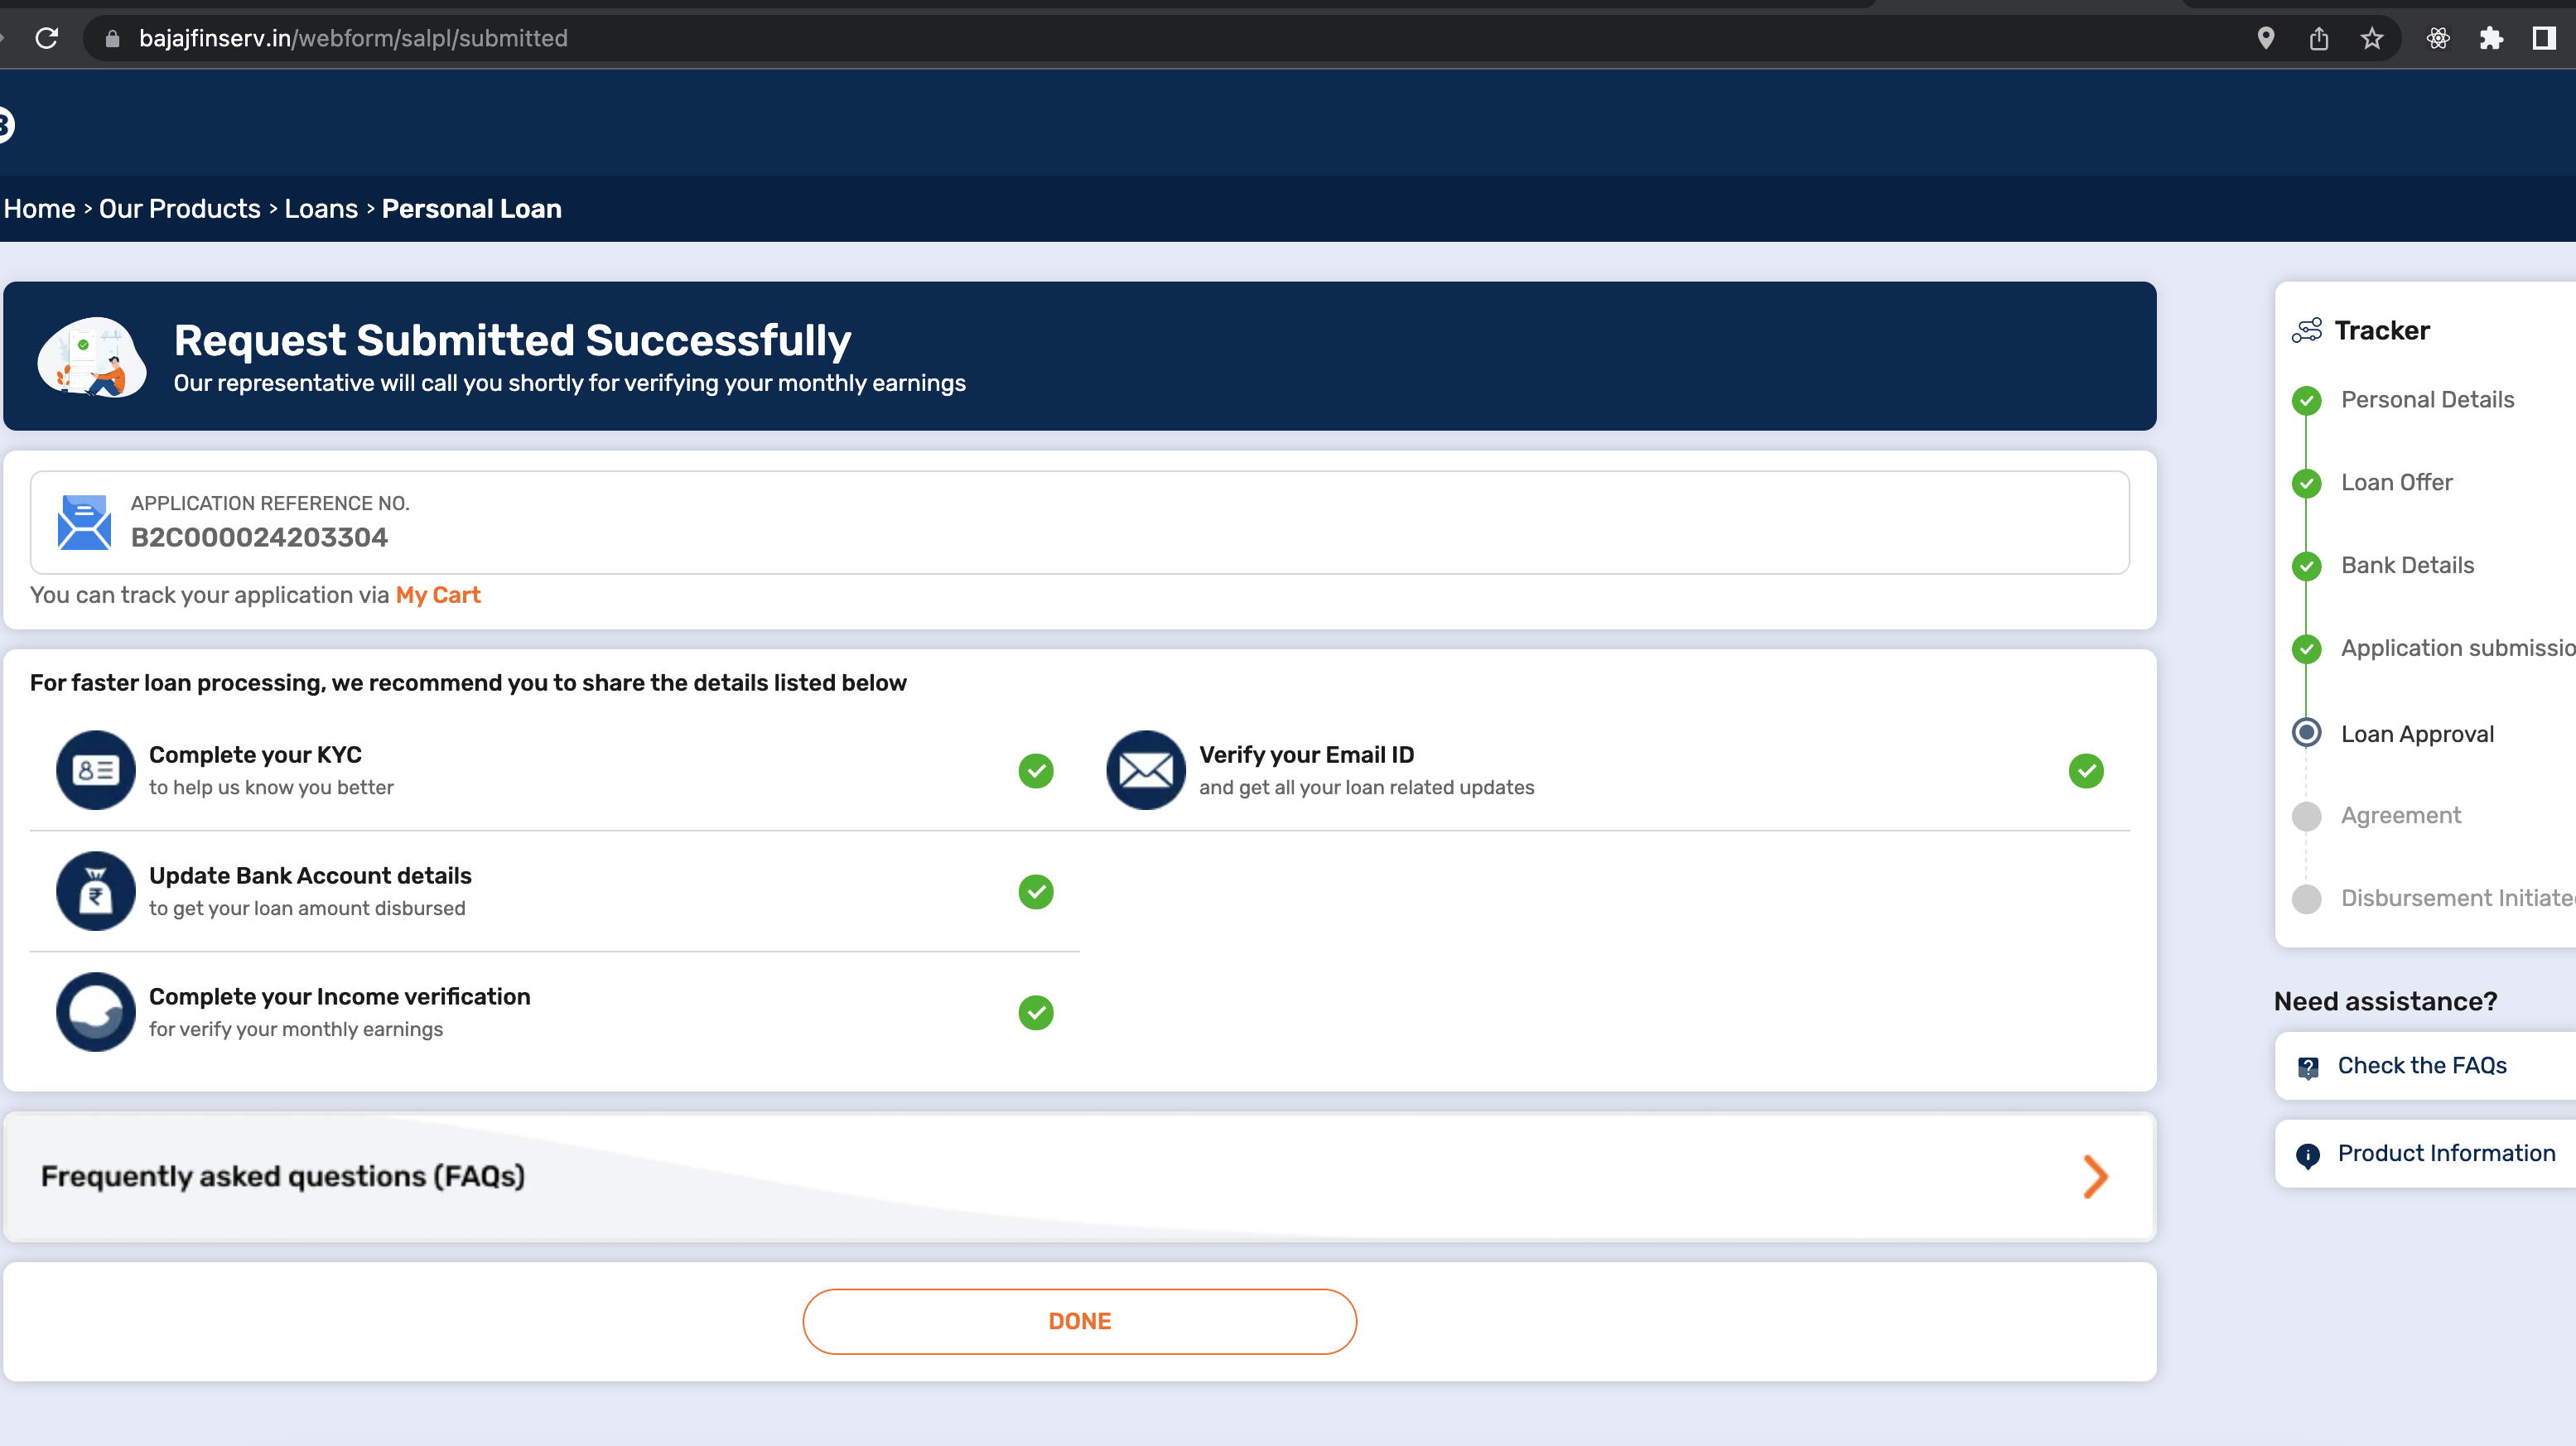 bajajfinserv.in/webform/salpl/submitted
Home > Our Products > Loans > Personal Loan
Request Submitted Successfully
Our representative will call you shortly for verifying your monthly earnings
APPLICATION REFERENCE NO.
B2C000024203304
You can track your application via My Cart
For faster loan processing, we recommend you to share the details listed below
Complete your KYC
to help us know you better
Verify your Email ID
and get all your loan related updates
Update Bank Account details
to get your loan amount disbursed
Complete your Income verification
for verify your monthly earnings
Frequently asked questions (FAQs)
DONE
Tracker
Personal Details
Loan Offer
Bank Details
Application submissio
Loan Approval
Agreement
Disbursement Initiate
Need assistance?
Check the FAQs
Product Information